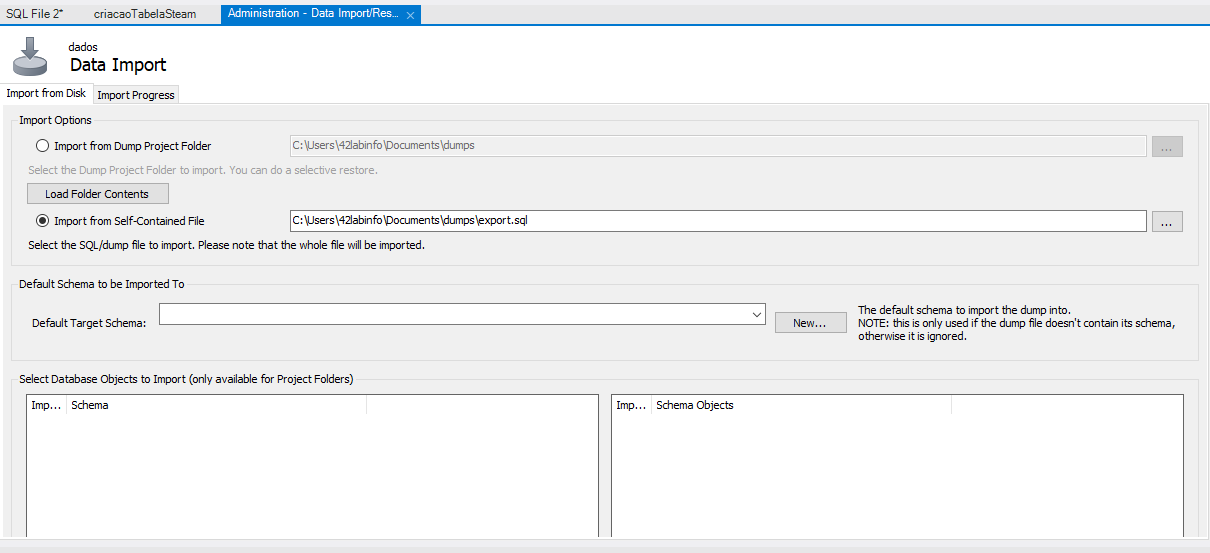 SQL File 2*
criacaoTabelaSteam
Administration - Data Import/Res...
dados
Data Import
Import from Disk
Import Progress
Import Options
Import from Dump Project Folder
C:\Users\42labinfo\Documents\dumps
...
Select the Dump Project Folder to import. You can do a selective restore.
Load Folder Contents
Import from Self-Contained File
C:\Users\42labinfo\Documents\dumps\export.sql
...
Select the SQL/dump file to import. Please note that the whole file will be imported.
Default Schema to be Imported To
Default Target Schema:
New...
The default schema to import the dump into.
NOTE: this is only used if the dump file doesn't contain its schema,
otherwise it is ignored.
Select Database Objects to Import (only available for Project Folders)
Imp...
Schema
Imp...
Schema Objects